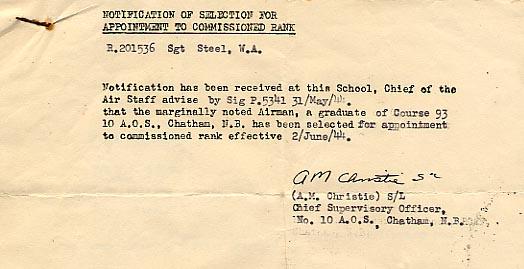 NOTIFICATION OF SELECTION FOR
APPOINTMENT TO COMMISSIONED RANK
R.201536 Sgt Steel, W.A.
Notification has been received at this School, Chief of the
Air Staff advise by Sig P.5341 31/May/44.
that the marginally noted Airman, a graduate of Course 93
10 A.O.S., Chatham, N.B. has been selected for appointment
to commissioned rank effective 2/June/44.
AM Christie S/L
(A.M. Christie) S/L
Chief Supervisory Officer,
No. 10 A.O.S., Chatham, N.B.